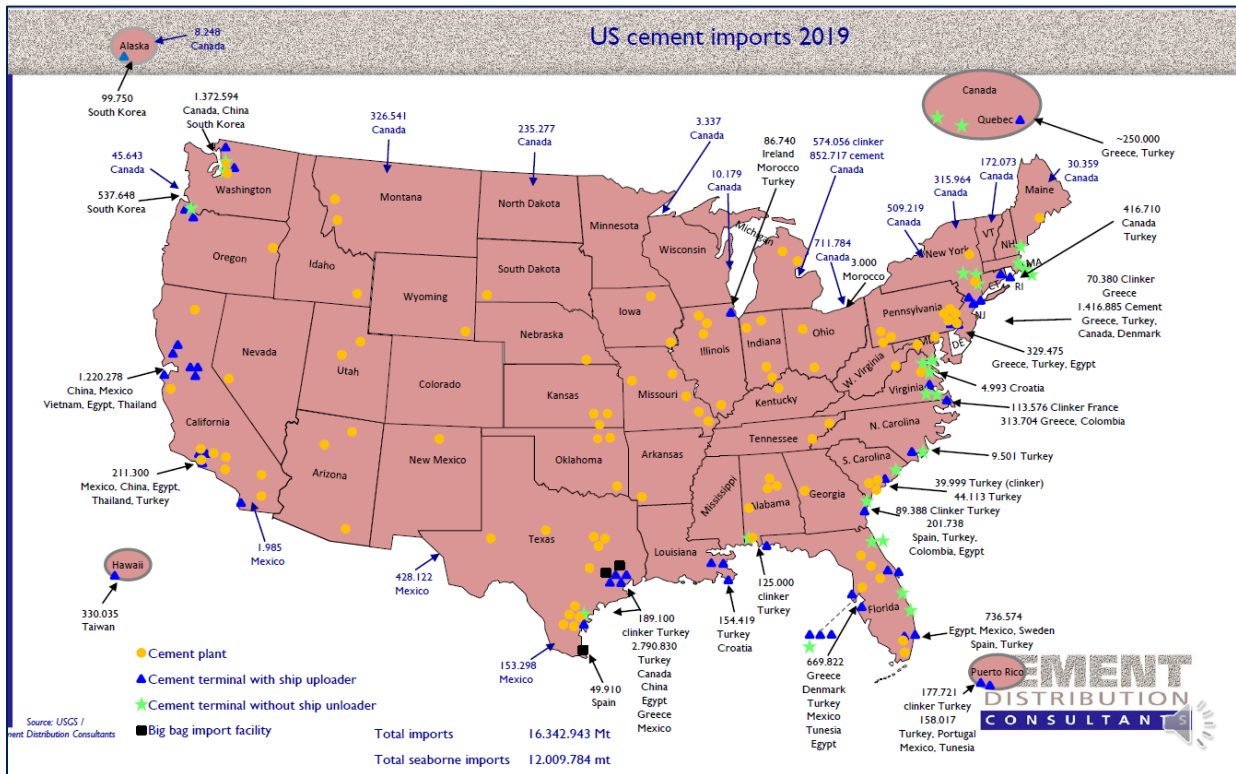 US cement imports 2019
Alaska
8.248
Canada
99.750
South Korea
1.372.594
Canada, China
South Korea
326.541
Canada
235.277
Canada
3.337
Canada
86.740
Ireland
Morocco
Turkey
574.056 clinker
852.717 cement
Canada
10.179
Canada
Canada
Quebec
~250.000
Greece, Turkey
172.073
Canada
30.359
Canada
315.964
Canada
509.219
Canada
416.710
Canada
Turkey
45.643
Canada
537.648
South Korea
711.784
Canada
3.000
Morocco
70.380 Clinker
Greece
1.416.885 Cement
Greece, Turkey,
Canada, Denmark
329.475
Greece, Turkey, Egypt
4.993 Croatia
113.576 Clinker France
313.704 Greece, Colombia
9.501 Turkey
39.999 Turkey (clinker)
44.113 Turkey
89.388 Clinker Turkey
201.738
Spain, Turkey,
Colombia, Egypt
1.220.278
China, Mexico
Vietnam, Egypt, Thailand
211.300
Mexico, China, Egypt,
Thailand, Turkey
1.985
Mexico
428.122
Mexico
153.298
Mexico
49.910
Spain
189.100
clinker Turkey
2.790.830
Turkey
Canada
China
Egypt
Greece
Mexico
154.419
Turkey
Croatia
125.000
clinker
Turkey
669.822
Greece
Denmark
Turkey
Mexico
Tunesia
Egypt
736.574
Egypt, Mexico, Sweden
Spain, Turkey
Hawaii
330.035
Taiwan
Puerto Rico
177.721
clinker Turkey
158.017
Turkey, Portugal
Mexico, Tunesia
Washington
Oregon
Idaho
Montana
North Dakota
South Dakota
Minnesota
Wisconsin
Michigan
Wyoming
Nebraska
Iowa
Illinois
Indiana
Ohio
Pennsylvania
New York
VT
NH
Maine
MA
CT
RI
NJ
DE
W. Virginia
Virginia
Nevada
Utah
Colorado
Kansas
Missouri
Kentucky
California
Arizona
New Mexico
Oklahoma
Arkansas
Tennessee
N. Carolina
S. Carolina
Mississippi
Alabama
Georgia
Texas
Louisiana
Florida
Cement plant
Cement terminal with ship uploader
Cement terminal without ship unloader
Big bag import facility
Source: USGS /
ment Distribution Consultants
Total imports 16.342.943 Mt
Total seaborne imports 12.009.784 mt
EMENT
DISTRIBUTION
CONSULTANTS